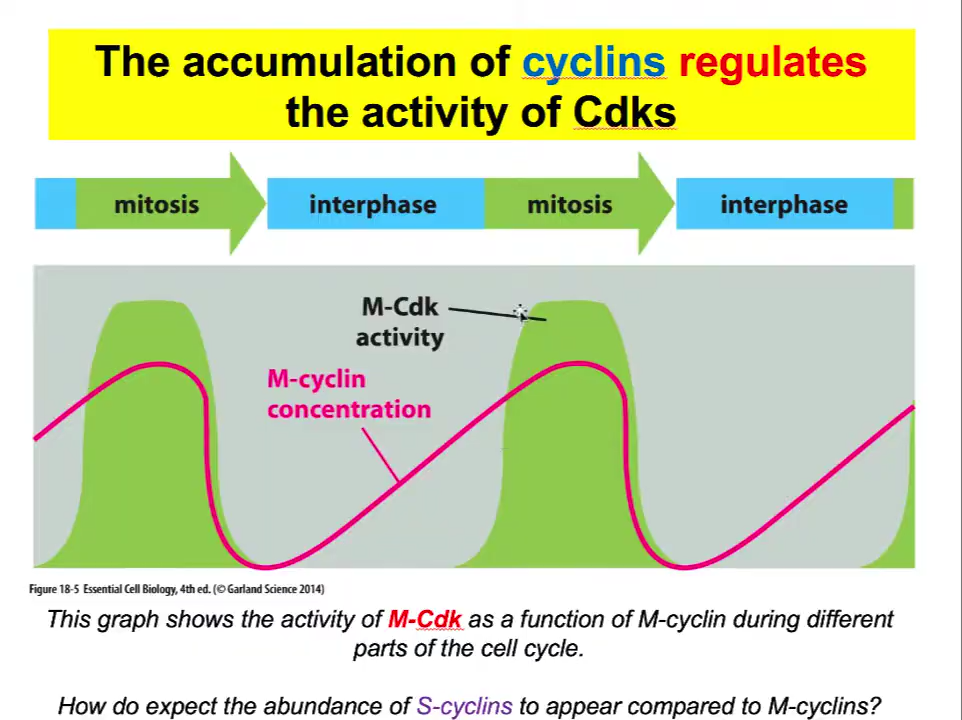 The accumulation of cyclins regulates
the activity of Cdks
mitosis interphase mitosis interphase
M-Cdk
activity
M-cyclin
concentration
Figure 18-5 Essential Cell Biology, 4th ed. (© Garland Science 2014)
This graph shows the activity of M-Cdk as a function of M-cyclin during different
parts of the cell cycle.
How do expect the abundance of S-cyclins to appear compared to M-cyclins?